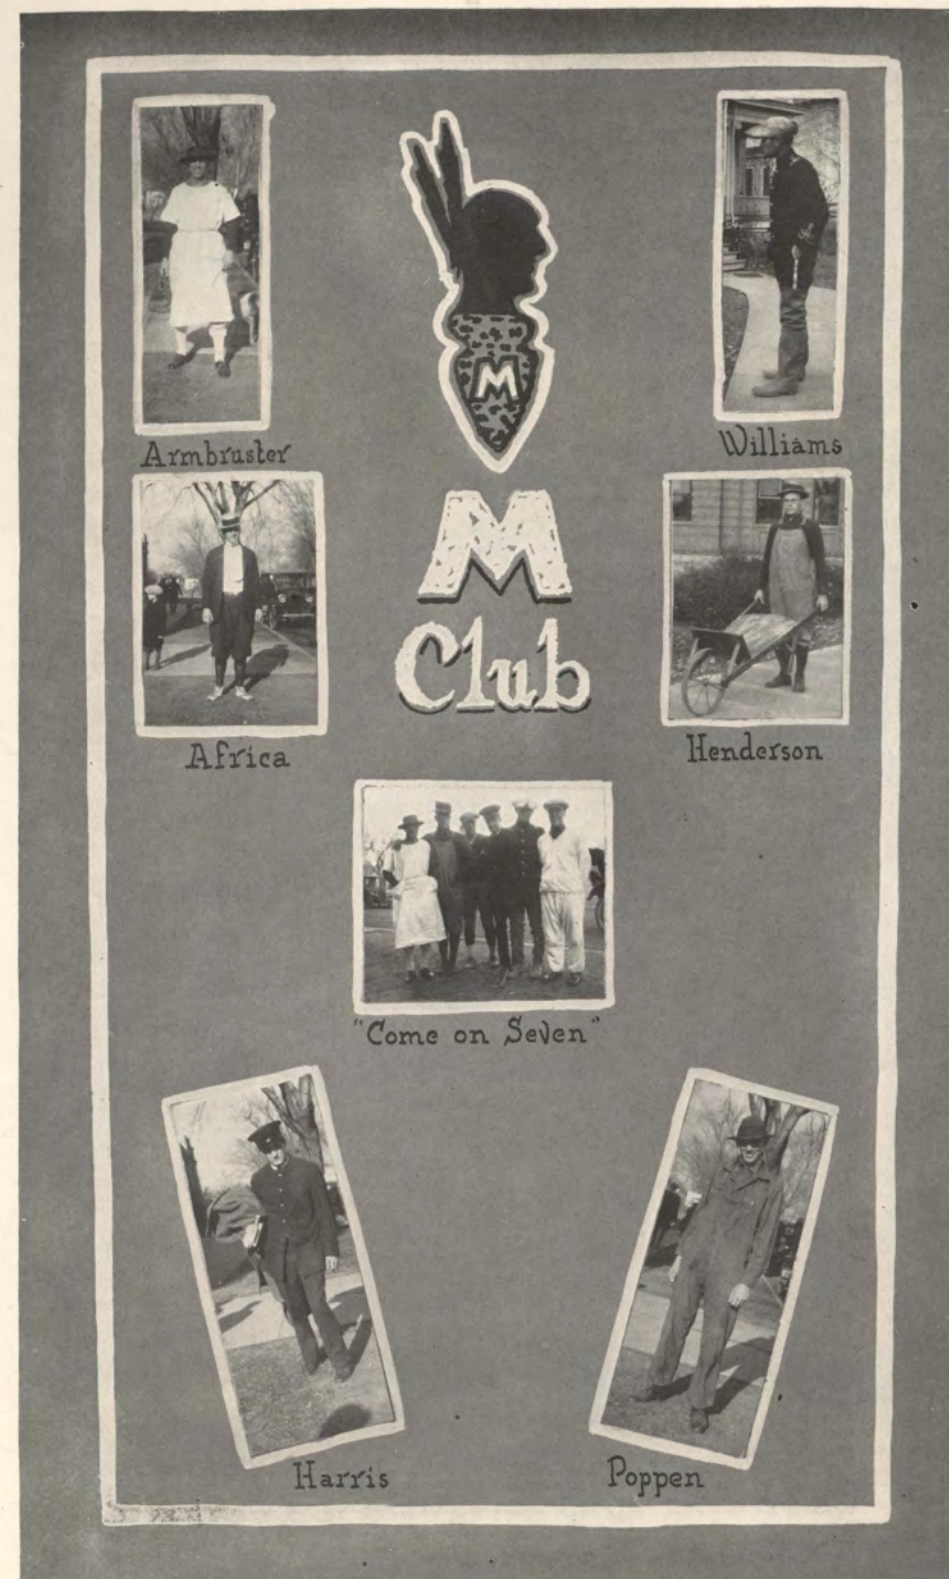 Armbruster
Williams
M
M
Club
Africa
Henderson
"Come on Seven"
Harris
Poppen